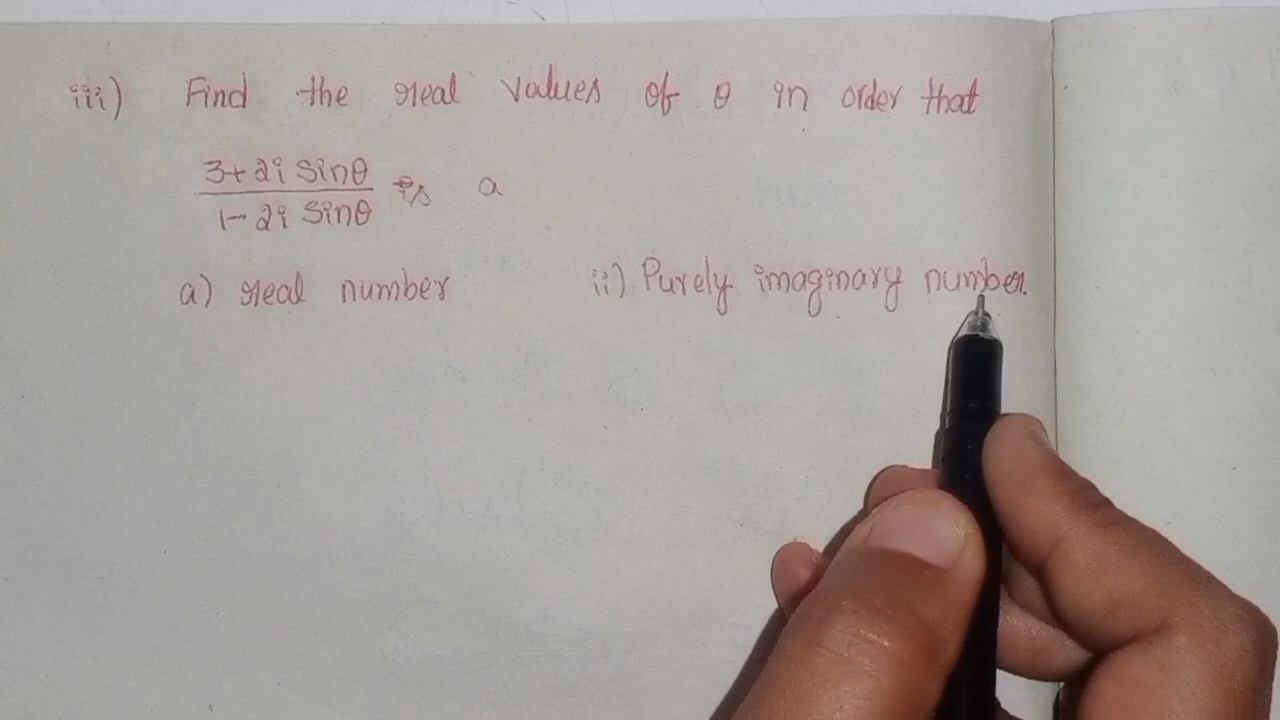 iii) Find the real values of θ in order that
3+2i Sinθ
1-2i Sinθ is a
a) real number ii) Purely imaginary number.